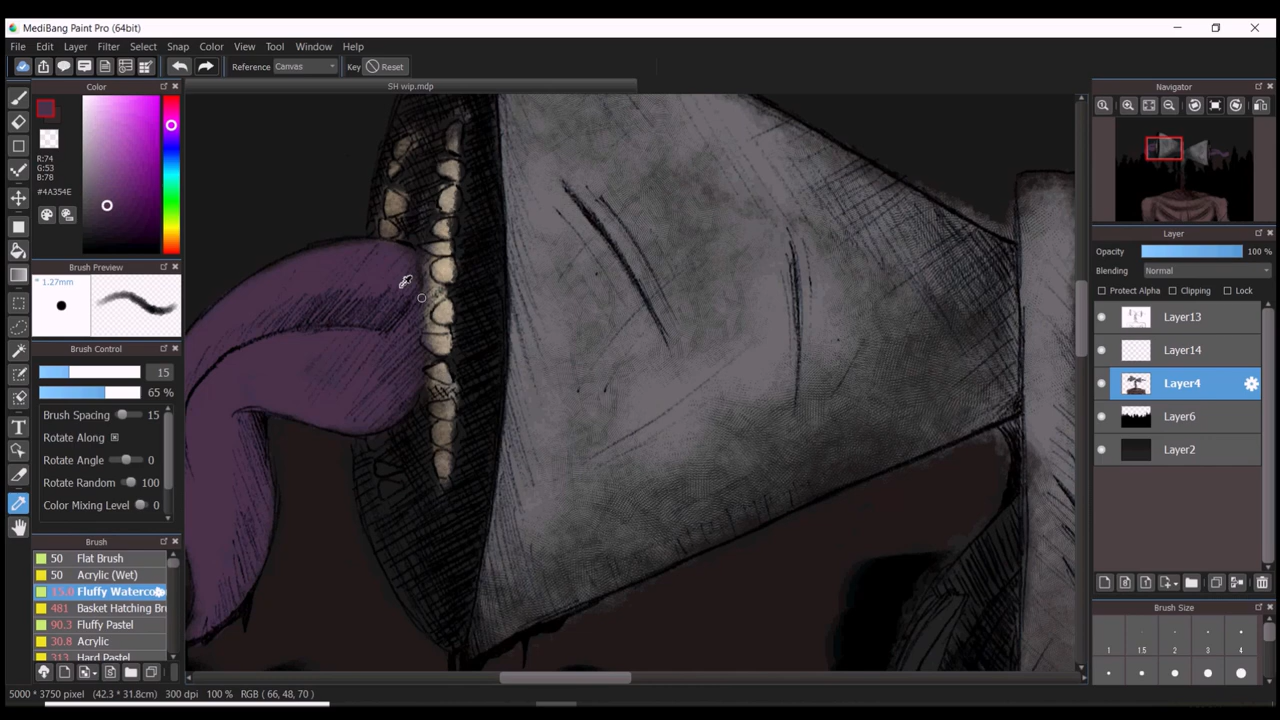 MediBang Paint Pro (64bit)
File Edit Layer Filter Select Snap Color View Tool Window Help
Reference Canvas Key Reset
Color
SH wip.mdp
Navigator
R:74
G:53
B:78
#4A354E
Layer
Opacity 100 %
Brush Preview
Blending Normal
1.27mm
Protect Alpha Clipping Lock
Layer13
Brush Control
Layer14
15
Layer4
65 %
Brush Spacing 15
Layer6
Rotate Along
Layer2
Rotate Angle 0
Rotate Random 100
Color Mixing Level 0
Brush
50 Flat Brush
50 Acrylic (Wet)
15.0 Fluffy Waterco
481 Basket Hatching Bru
Brush Size
90.3 Fluffy Pastel
30.8 Acrylic
1 1.5 2 3 4
313 Hard Pastel
5000 * 3750 pixel (42.3 * 31.8cm) 300 dpi 100 % RGB ( 66, 48, 70 )